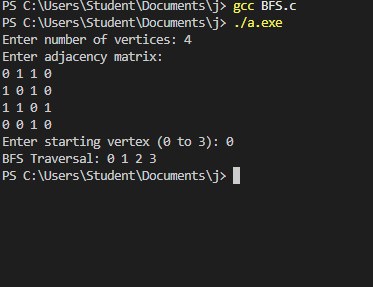 PS C:\Users\Student\Documents\j> gcc BFS.c
PS C:\Users\Student\Documents\j> ./a.exe
Enter number of vertices: 4
Enter adjacency matrix:
0 1 1 0
1 0 1 0
1 1 0 1
0 0 1 0
Enter starting vertex (0 to 3): 0
BFS Traversal: 0 1 2 3
PS C:\Users\Student\Documents\j>